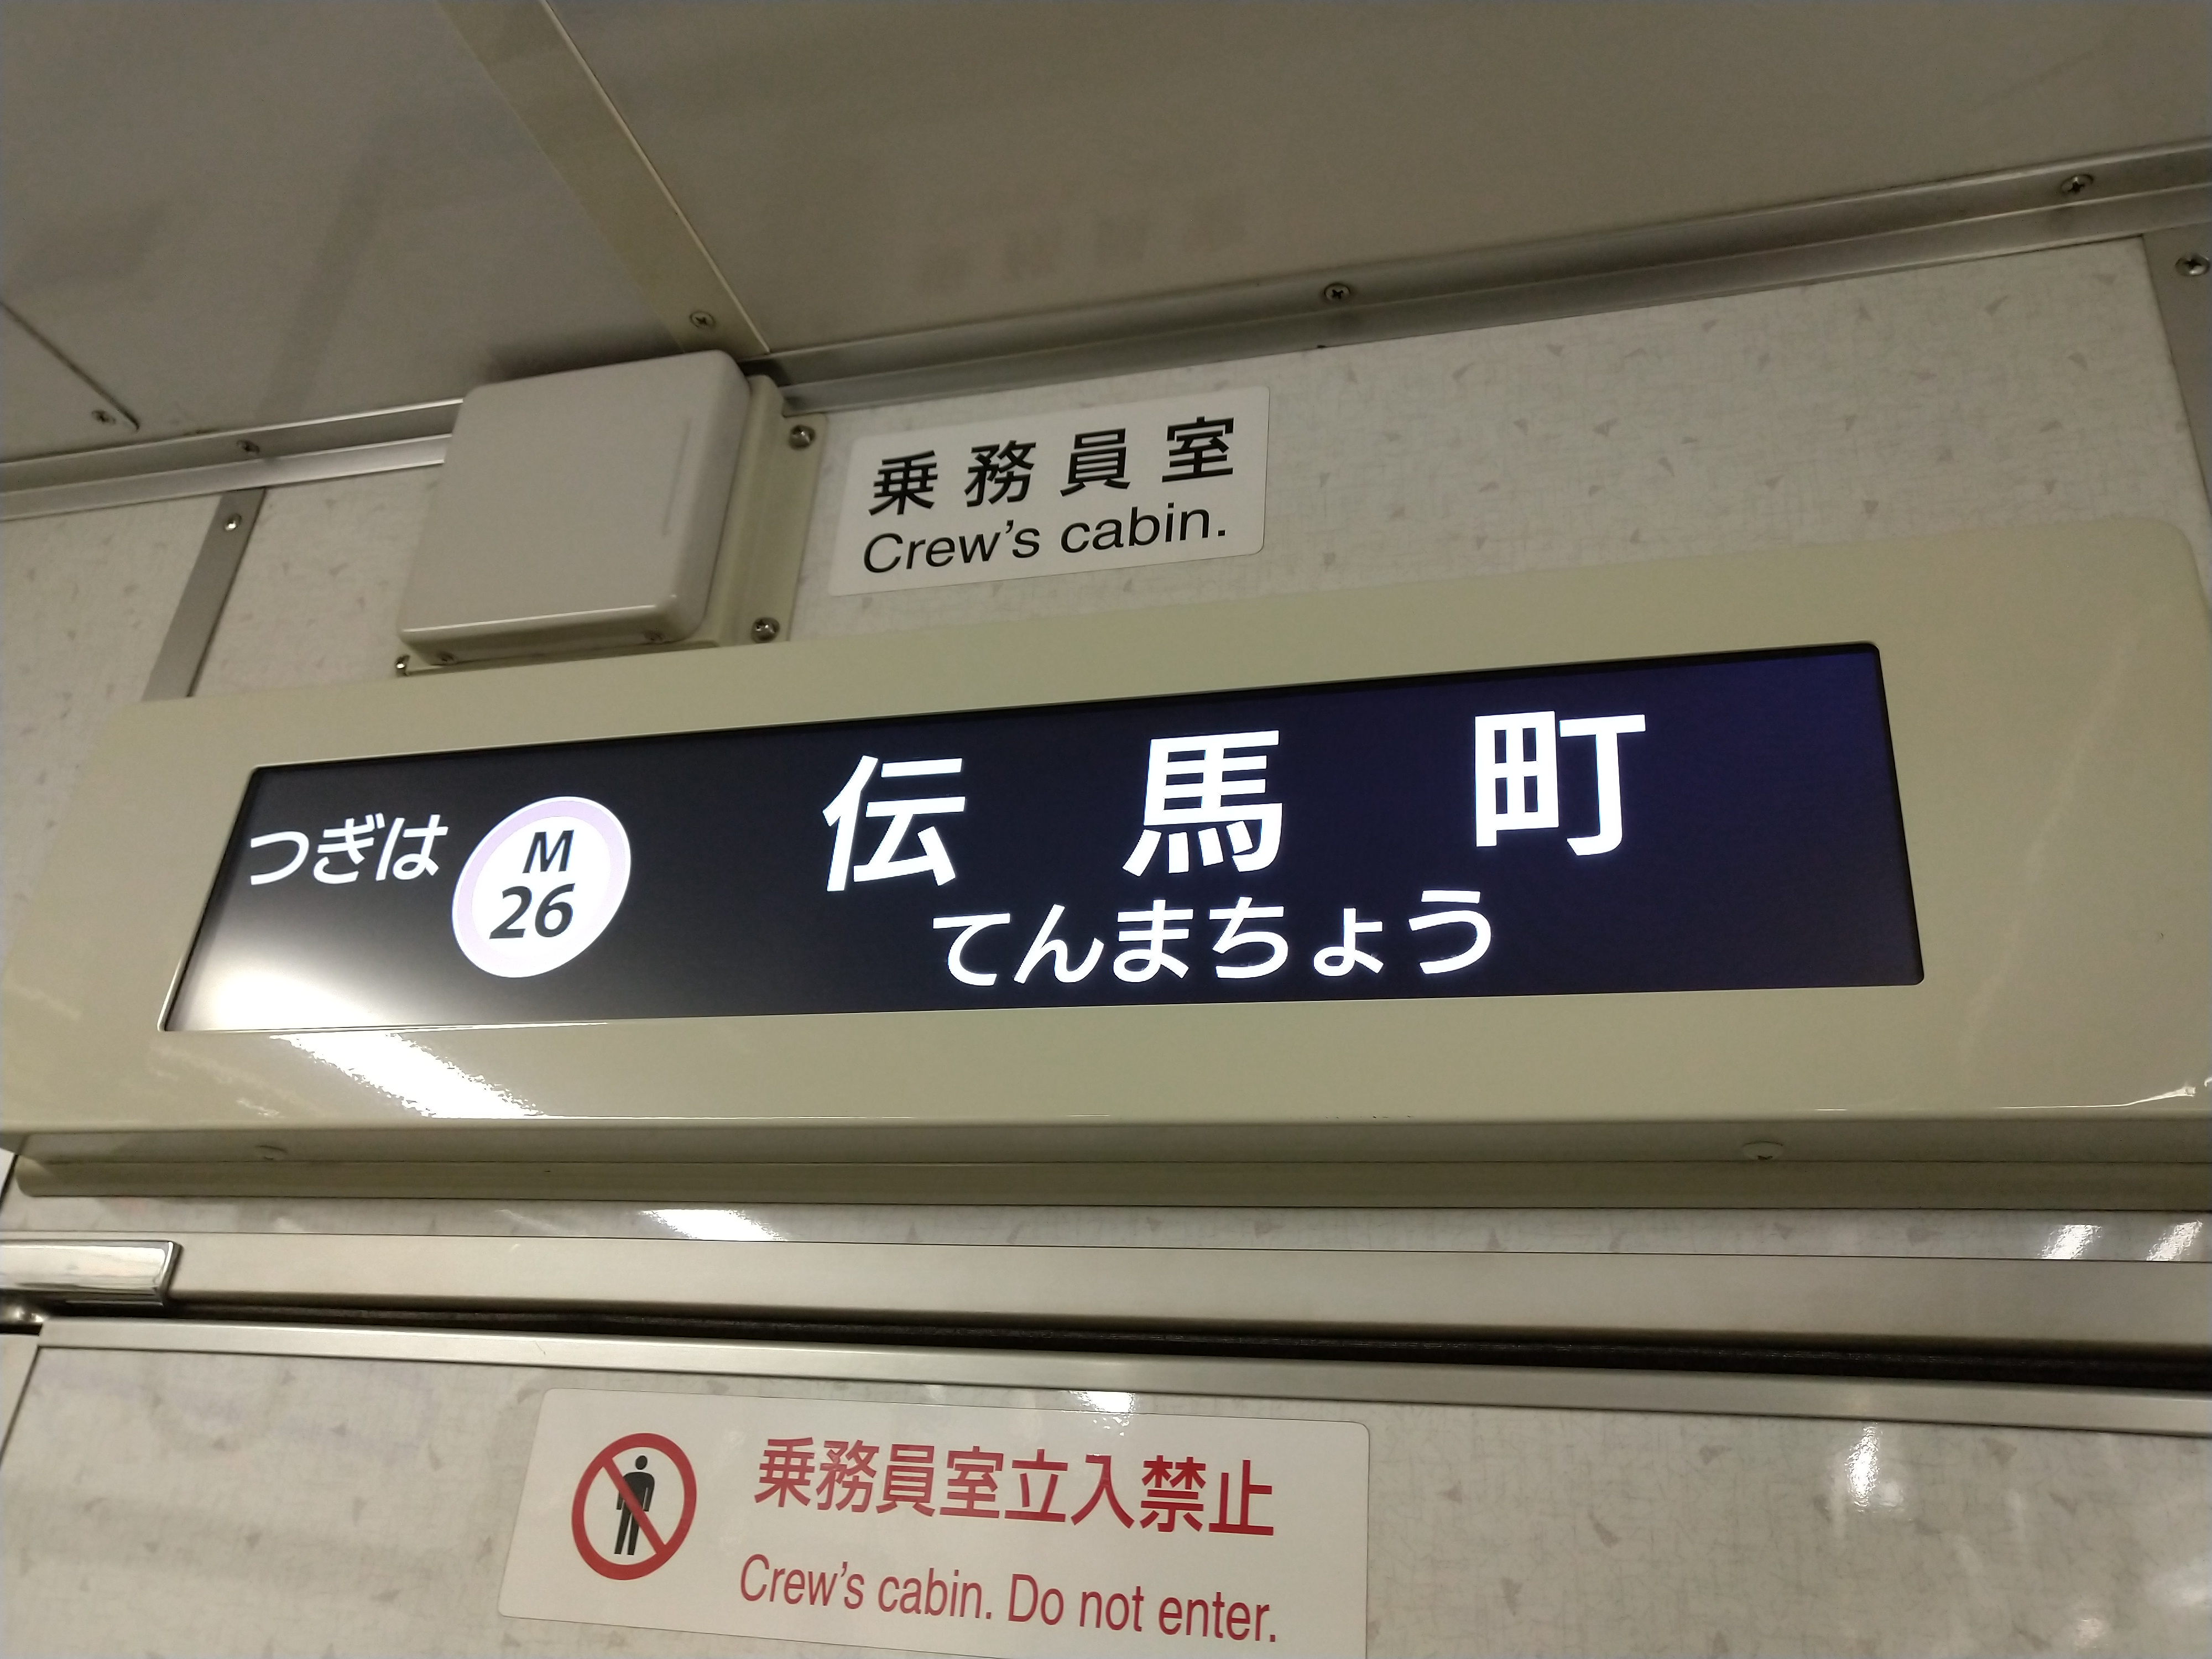 乗務員室
Crew's cabin.
つぎは M 26 伝馬町
てんまちょう
乗務員室立入禁止
Crew's cabin. Do not enter.